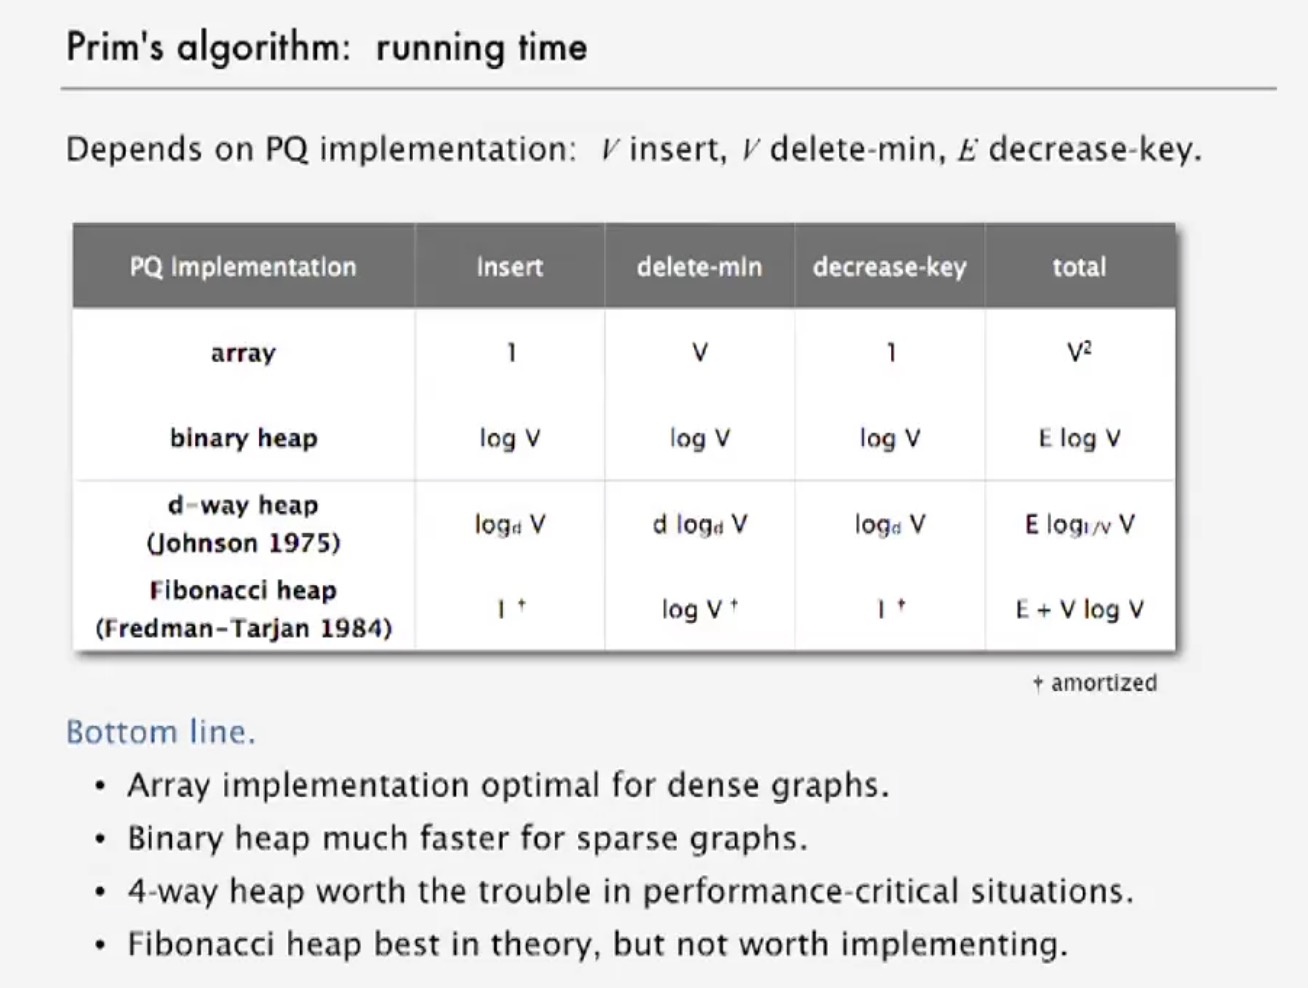 Prim's algorithm: running time
Depends on PQ implementation: V insert, V delete-min, E decrease-key.
PQ implementation insert delete-min decrease-key total
array 1 V 1 V²
binary heap log V log V log V E log V
d-way heap
(Johnson 1975) log_d V d log_d V log_d V E log_E/V V
Fibonacci heap
(Fredman-Tarjan 1984) 1 † log V † 1 † E + V log V
† amortized
Bottom line.
• Array implementation optimal for dense graphs.
• Binary heap much faster for sparse graphs.
• 4-way heap worth the trouble in performance-critical situations.
• Fibonacci heap best in theory, but not worth implementing.